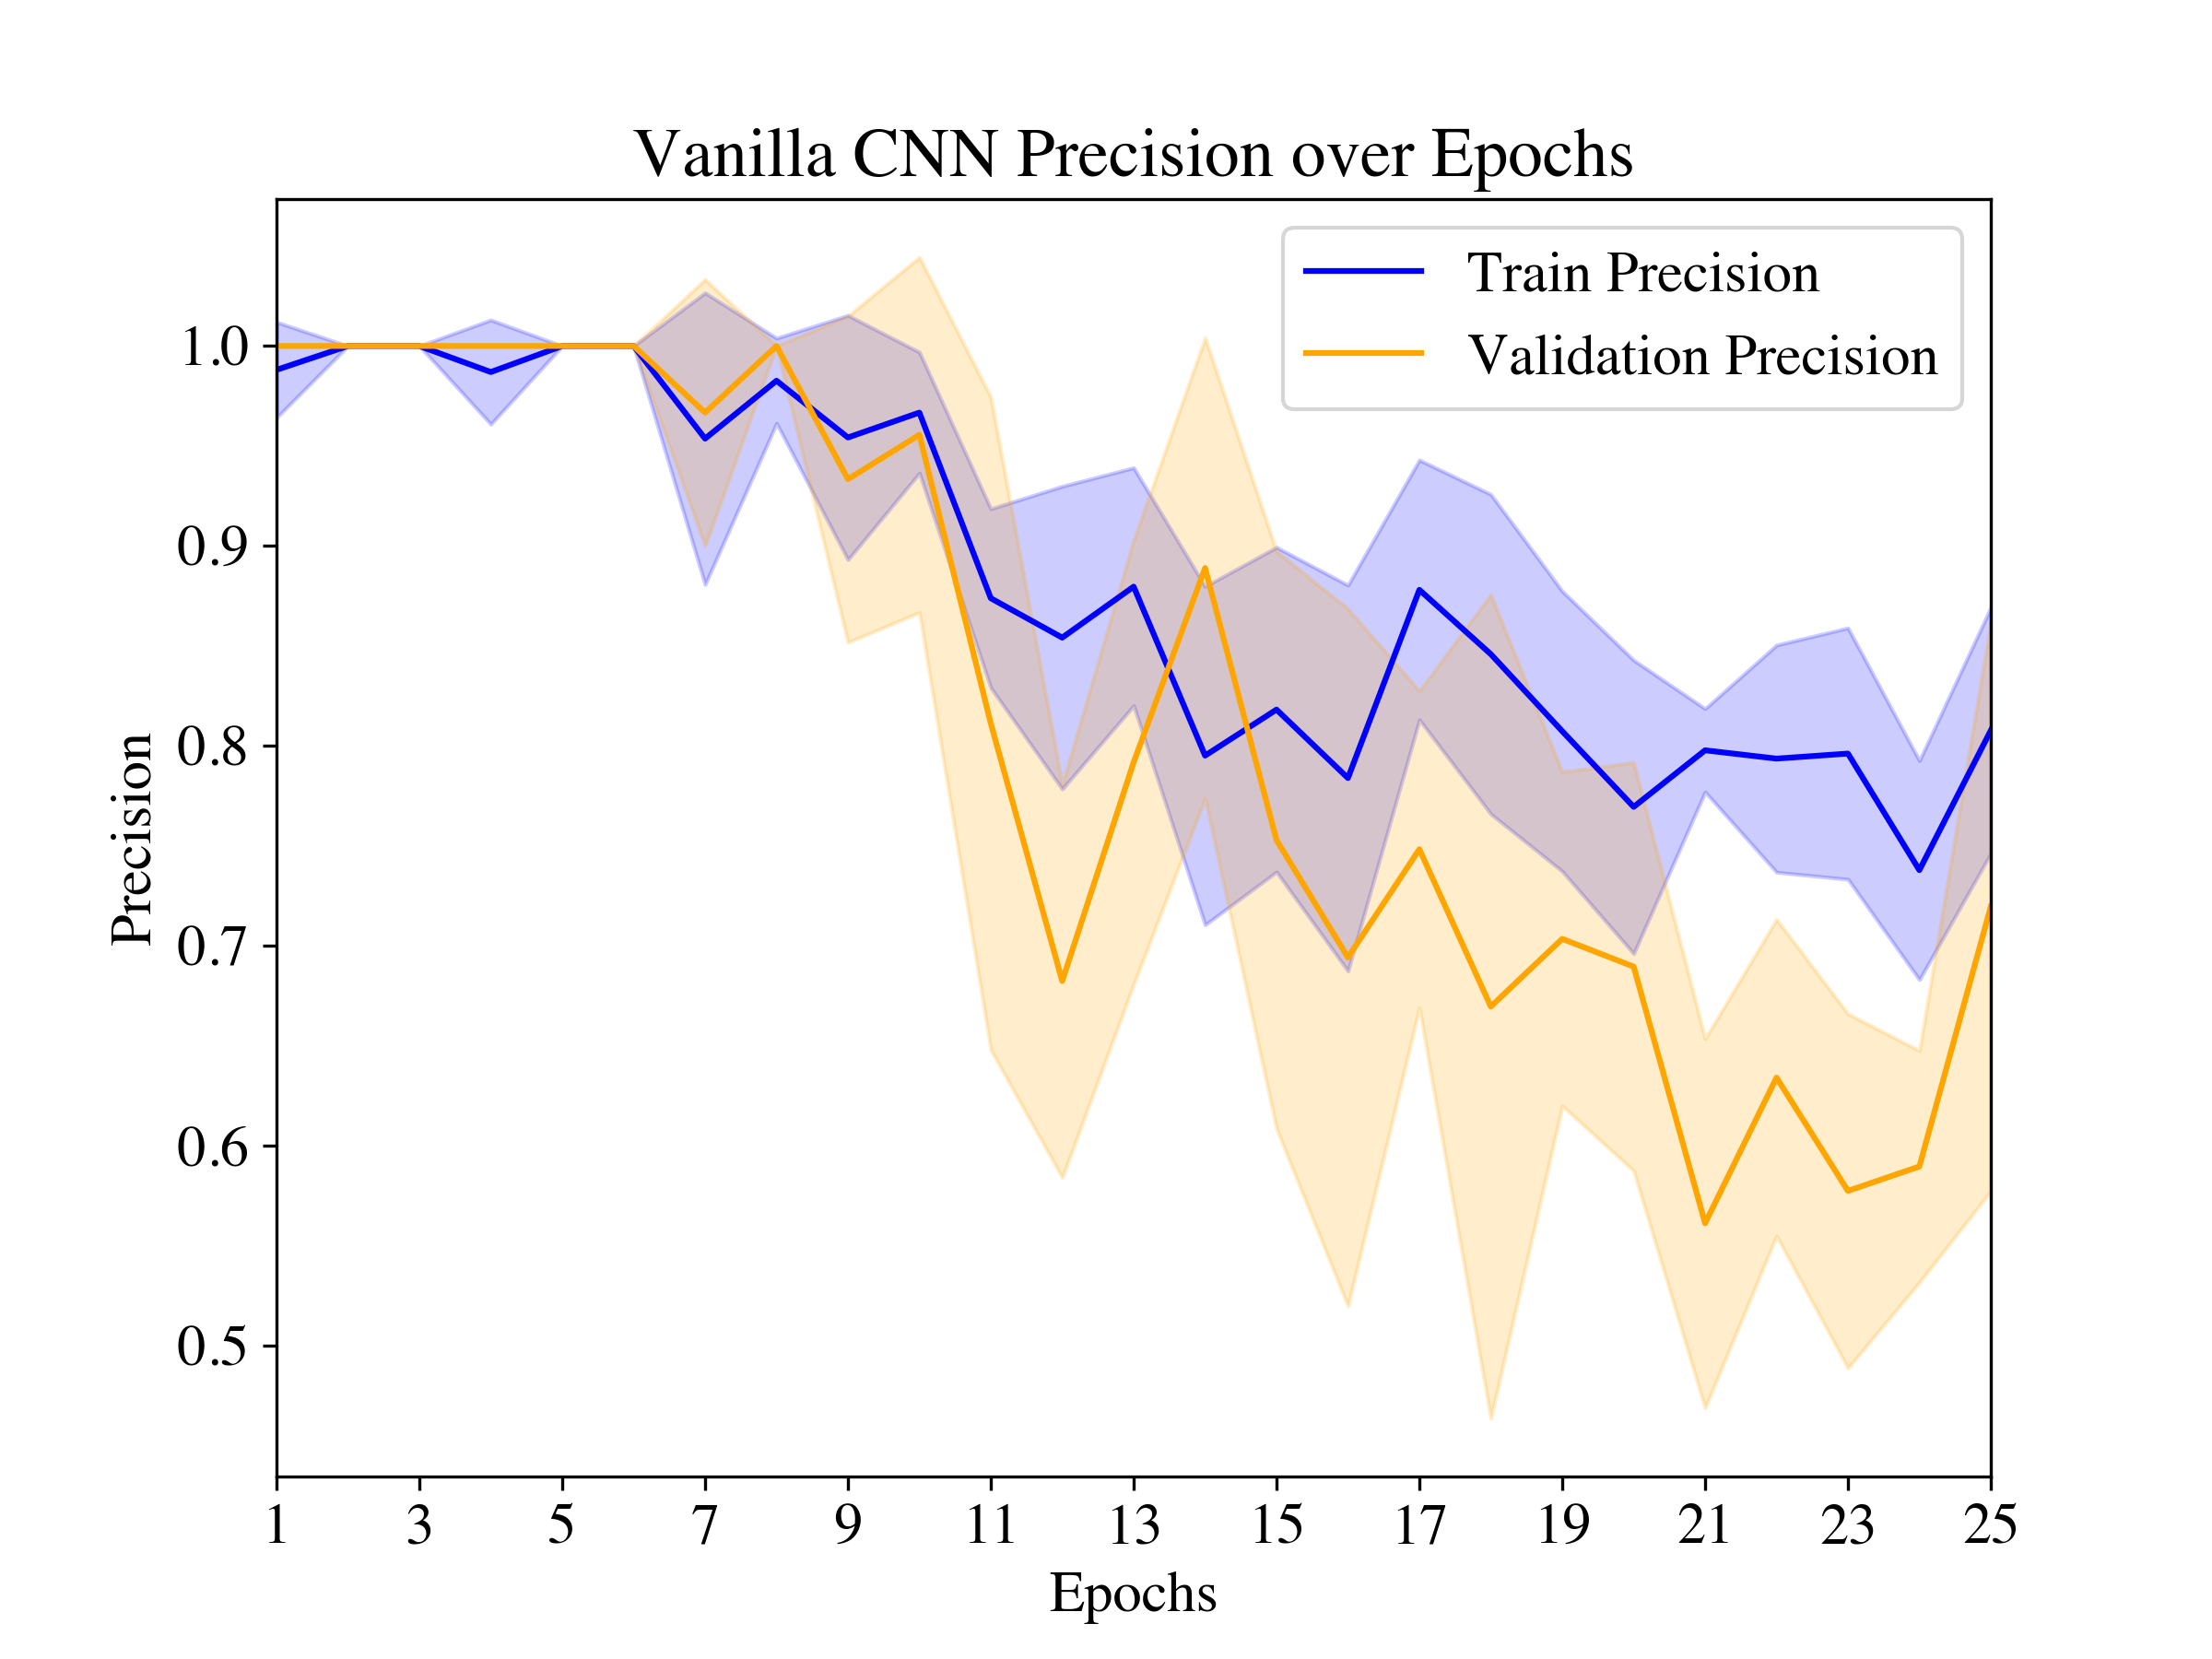 Vanilla CNN Precision over Epochs
Train Precision
Validation Precision
1.0
0.9
0.8
0.7
0.6
0.5
Precision
1 3 5 7 9 11 13 15 17 19 21 23 25
Epochs